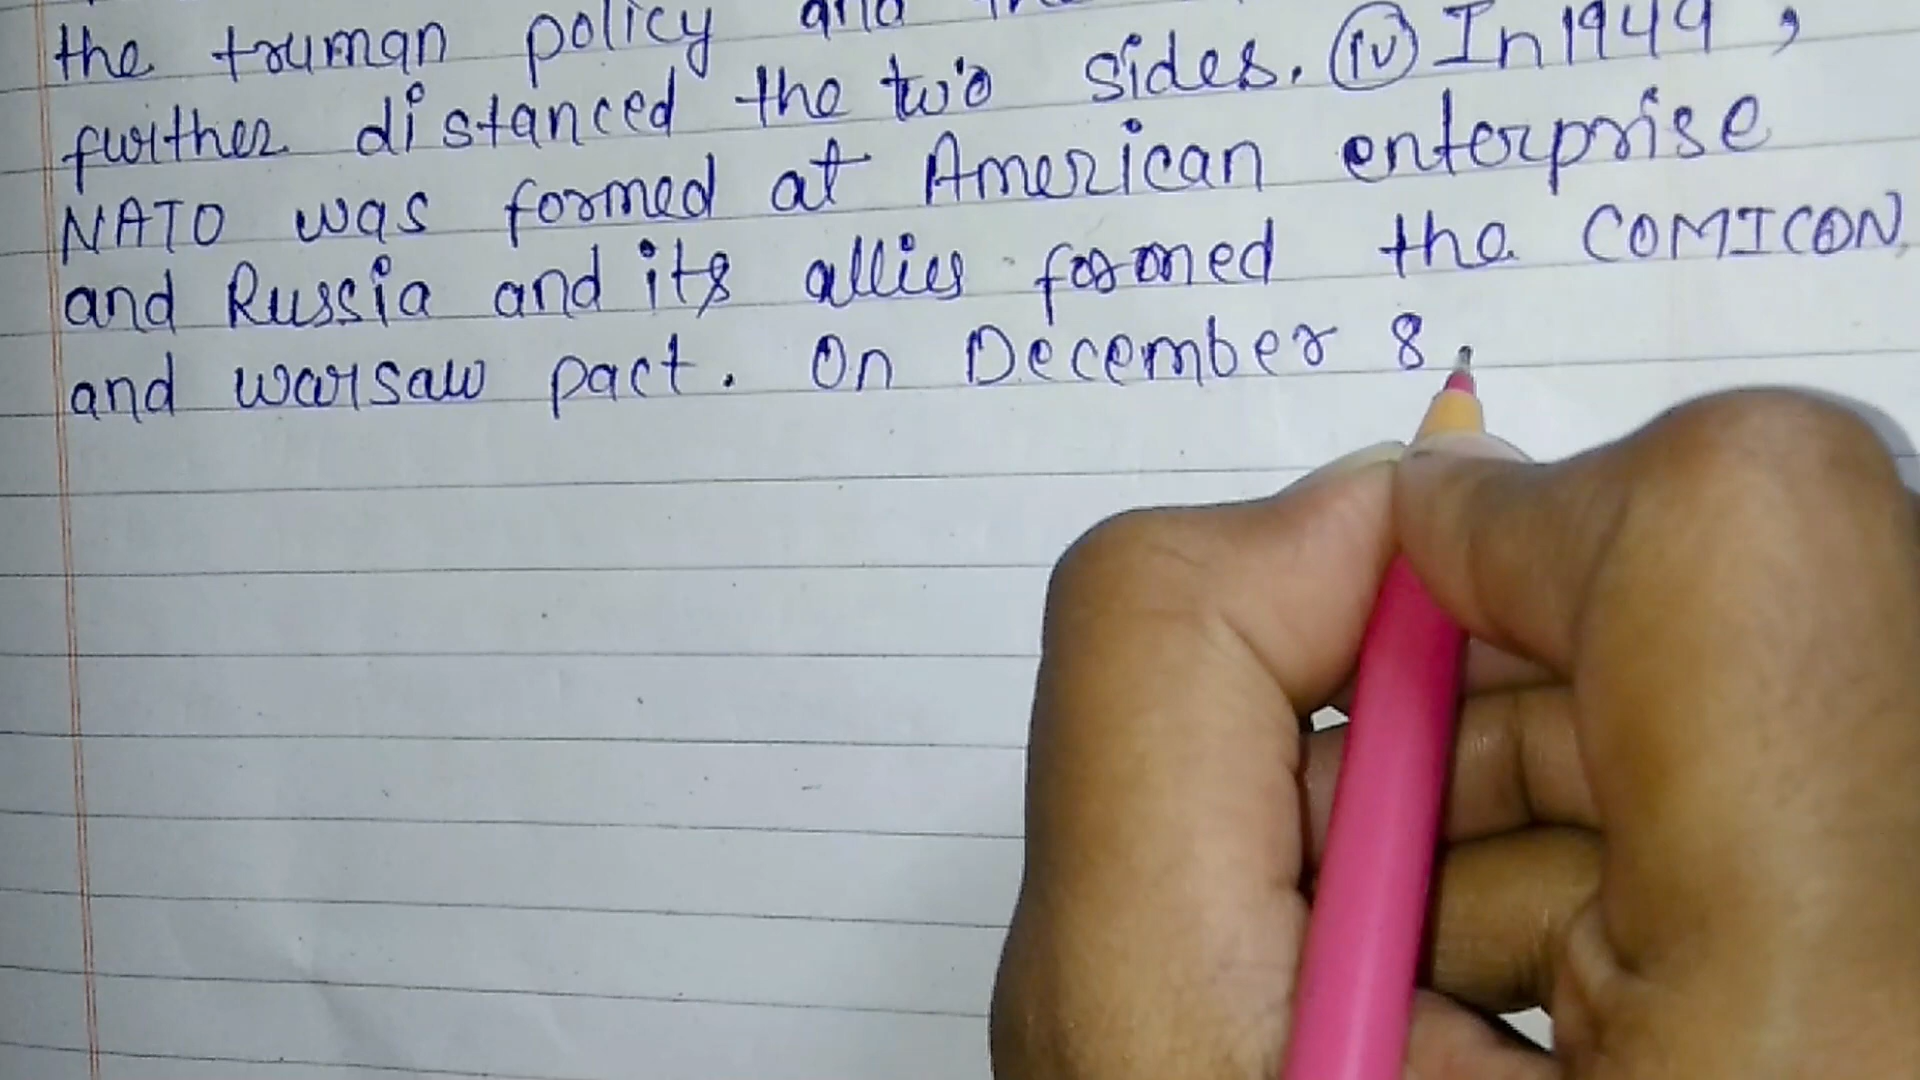 the truman policy and
further distanced the two sides. (iv) In 1949,
NATO was formed at American enterprise
and Russia and its allies formed the COMICON
and warsaw pact. On December 8